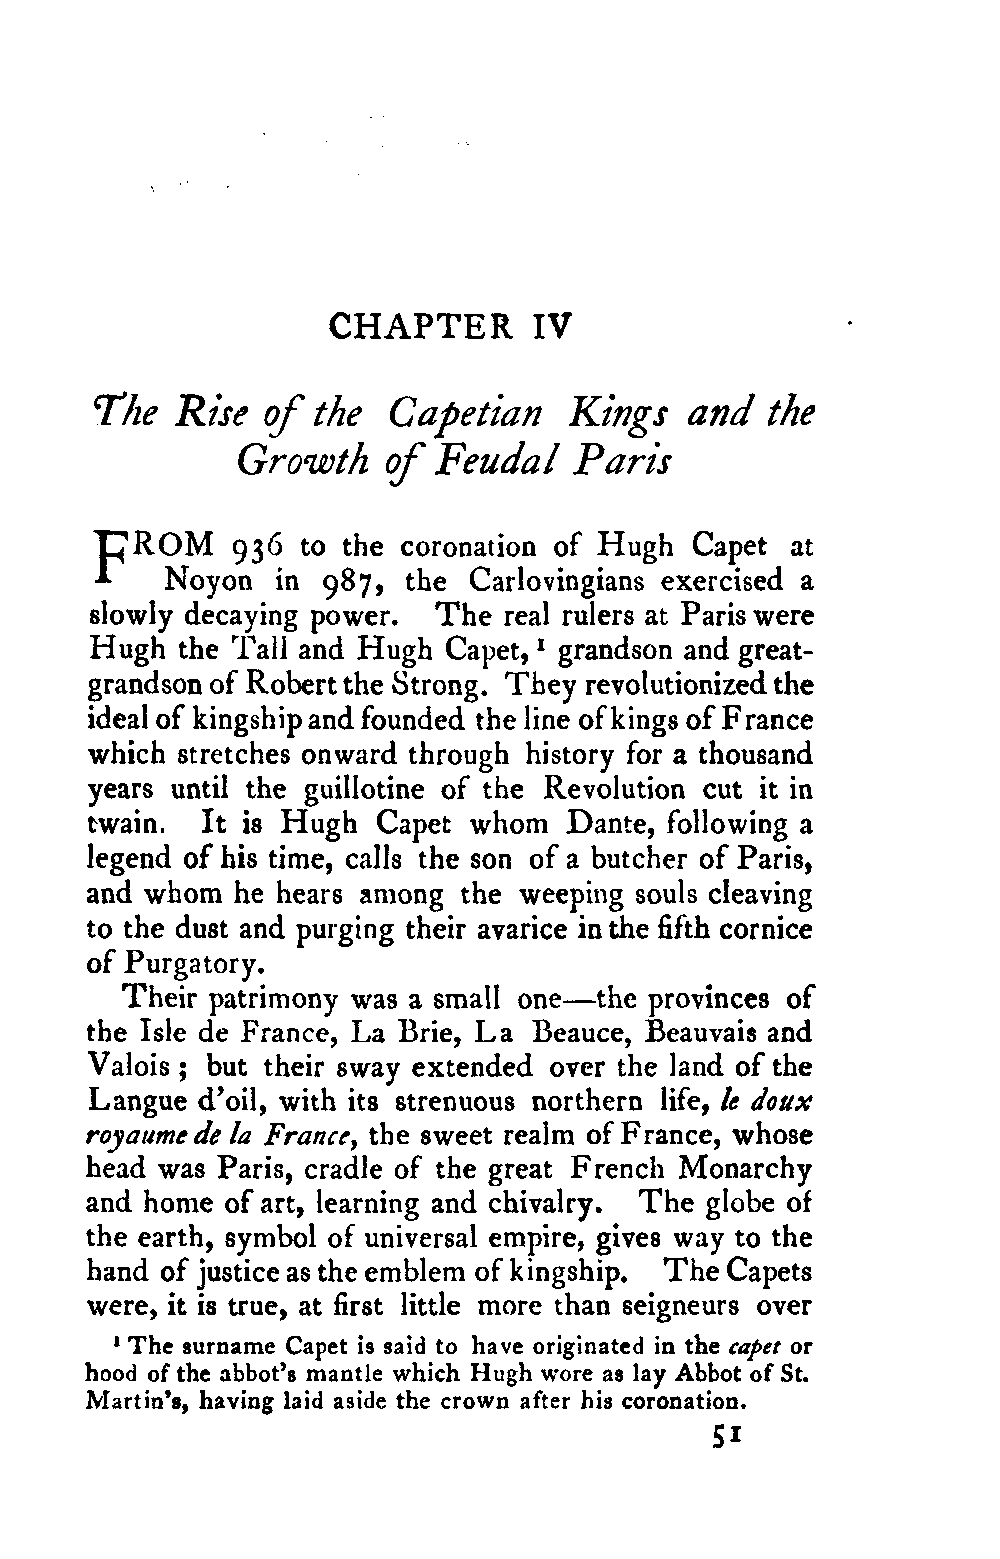 CHAPTER IV
The Rise of the Capetian Kings and the
Growth of Feudal Paris
FROM 936 to the coronation of Hugh Capet at
Noyon in 987, the Carlovingians exercised a
slowly decaying power. The real rulers at Paris were
Hugh the Tall and Hugh Capet,¹ grandson and great-
grandson of Robert the Strong. They revolutionized the
ideal of kingship and founded the line of kings of France
which stretches onward through history for a thousand
years until the guillotine of the Revolution cut it in
twain. It is Hugh Capet whom Dante, following a
legend of his time, calls the son of a butcher of Paris,
and whom he hears among the weeping souls cleaving
to the dust and purging their avarice in the fifth cornice
of Purgatory.
Their patrimony was a small one—the provinces of
the Isle de France, La Brie, La Beauce, Beauvais and
Valois; but their sway extended over the land of the
Langue d'oil, with its strenuous northern life, le doux
royaume de la France, the sweet realm of France, whose
head was Paris, cradle of the great French Monarchy
and home of art, learning and chivalry. The globe of
the earth, symbol of universal empire, gives way to the
hand of justice as the emblem of kingship. The Capets
were, it is true, at first little more than seigneurs over
¹ The surname Capet is said to have originated in the capet or
hood of the abbot's mantle which Hugh wore as lay Abbot of St.
Martin's, having laid aside the crown after his coronation.
51